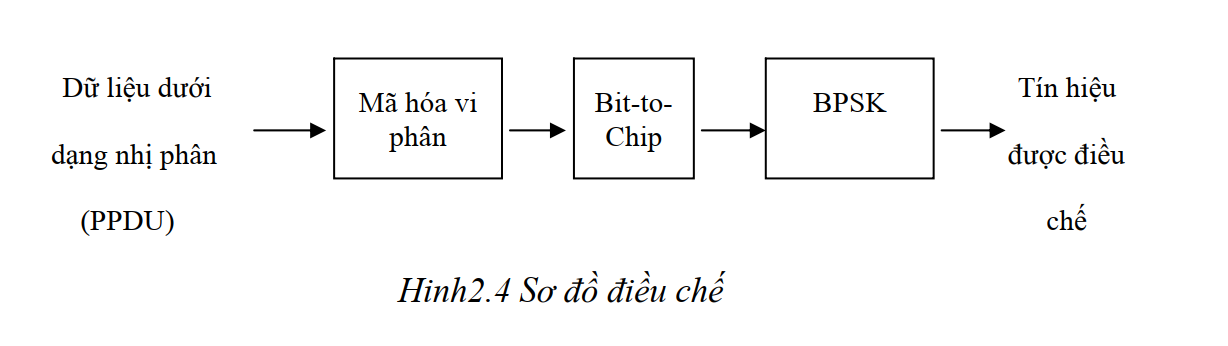 Dữ liệu dưới
dạng nhị phân
(PPDU)
Mã hóa vi
phân
Bit-to-
Chip
BPSK
Tín hiệu
được điều
chế
Hinh2.4 Sơ đồ điều chế